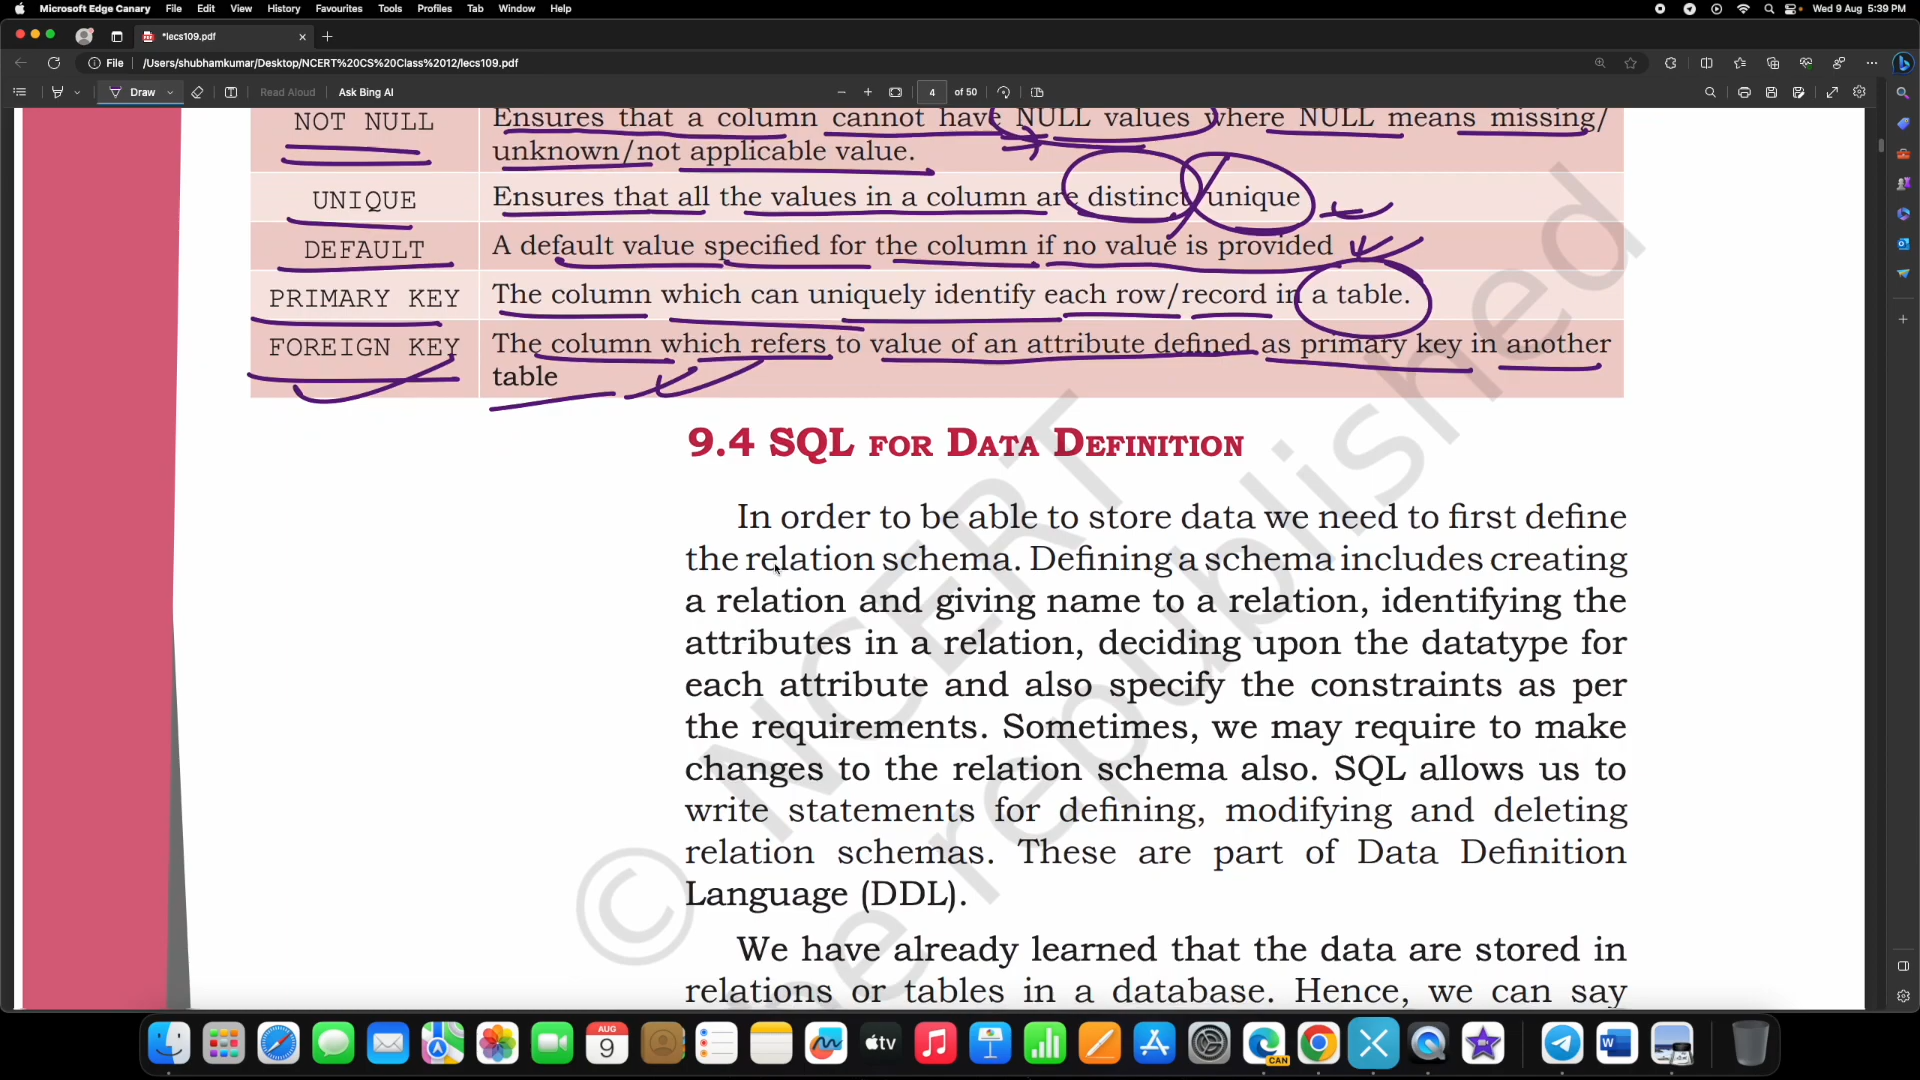 Microsoft Edge Canary File Edit View History Favourites Tools Profiles Tab Window Help Wed 9 Aug 5:39 PM
*lecs109.pdf
File /Users/shubhamkumar/Desktop/NCERT%20CS%20Class%2012/lecs109.pdf
Draw Read Aloud Ask Bing AI 4 of 50
NOT NULL Ensures that a column cannot have NULL values where NULL means missing/
unknown/not applicable value.
UNIQUE Ensures that all the values in a column are distinct/unique
DEFAULT A default value specified for the column if no value is provided
PRIMARY KEY The column which can uniquely identify each row/record in a table.
FOREIGN KEY The column which refers to value of an attribute defined as primary key in another
table
9.4 SQL for Data Definition
In order to be able to store data we need to first define
the relation schema. Defining a schema includes creating
a relation and giving name to a relation, identifying the
attributes in a relation, deciding upon the datatype for
each attribute and also specify the constraints as per
the requirements. Sometimes, we may require to make
changes to the relation schema also. SQL allows us to
write statements for defining, modifying and deleting
relation schemas. These are part of Data Definition
Language (DDL).
We have already learned that the data are stored in
relations or tables in a database. Hence, we can say
© NCERT
be republished
AUG
9
tv
CAN